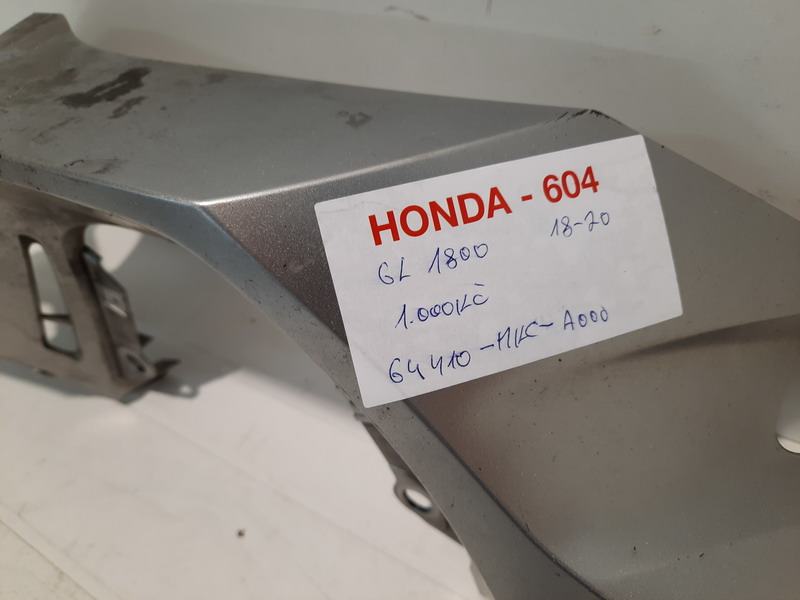 HONDA - 604
GL 1800 18-20
1.000Kč
64410-MKC-A000